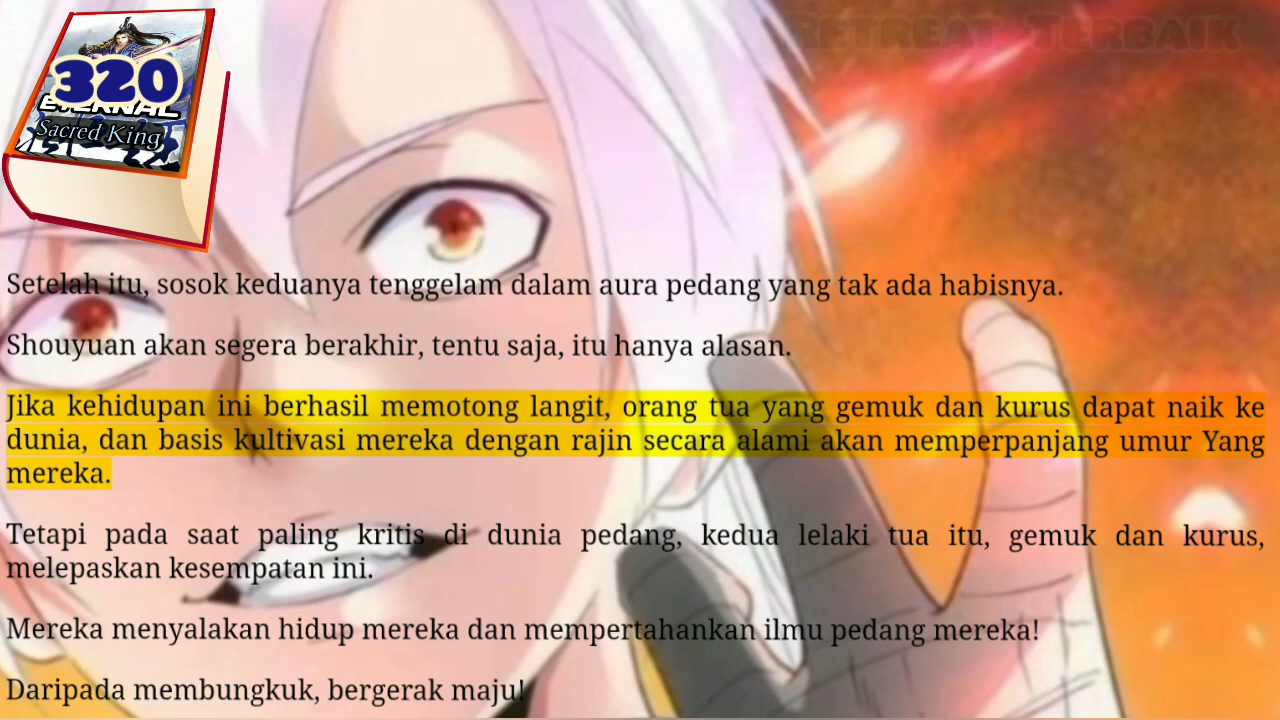 RETREAT TERBAIK
320
ETERNAL
Sacred King
Setelah itu, sosok keduanya tenggelam dalam aura pedang yang tak ada habisnya.
Shouyuan akan segera berakhir, tentu saja, itu hanya alasan.
Jika kehidupan ini berhasil memotong langit, orang tua yang gemuk dan kurus dapat naik ke
dunia, dan basis kultivasi mereka dengan rajin secara alami akan memperpanjang umur Yang
mereka.
Tetapi pada saat paling kritis di dunia pedang, kedua lelaki tua itu, gemuk dan kurus,
melepaskan kesempatan ini.
Mereka menyalakan hidup mereka dan mempertahankan ilmu pedang mereka!
Daripada membungkuk, bergerak maju!